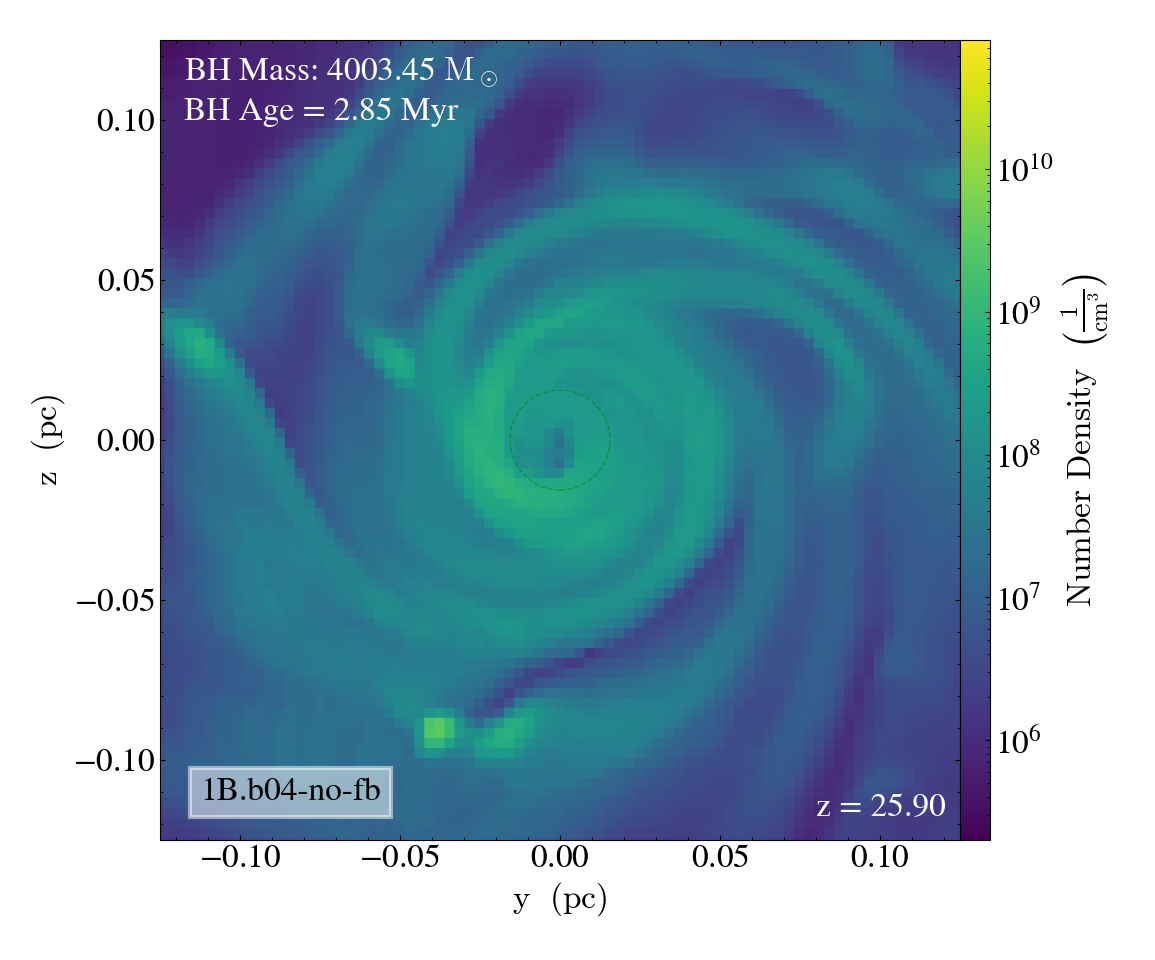 BH Mass: 4003.45 M⊙
BH Age = 2.85 Myr
0.10
0.05
0.00
−0.05
−0.10
z (pc)
1B.b04-no-fb
z = 25.90
−0.10 −0.05 0.00 0.05 0.10
y (pc)
10^10
10^9
10^8
10^7
10^6
Number Density (1/cm^3)